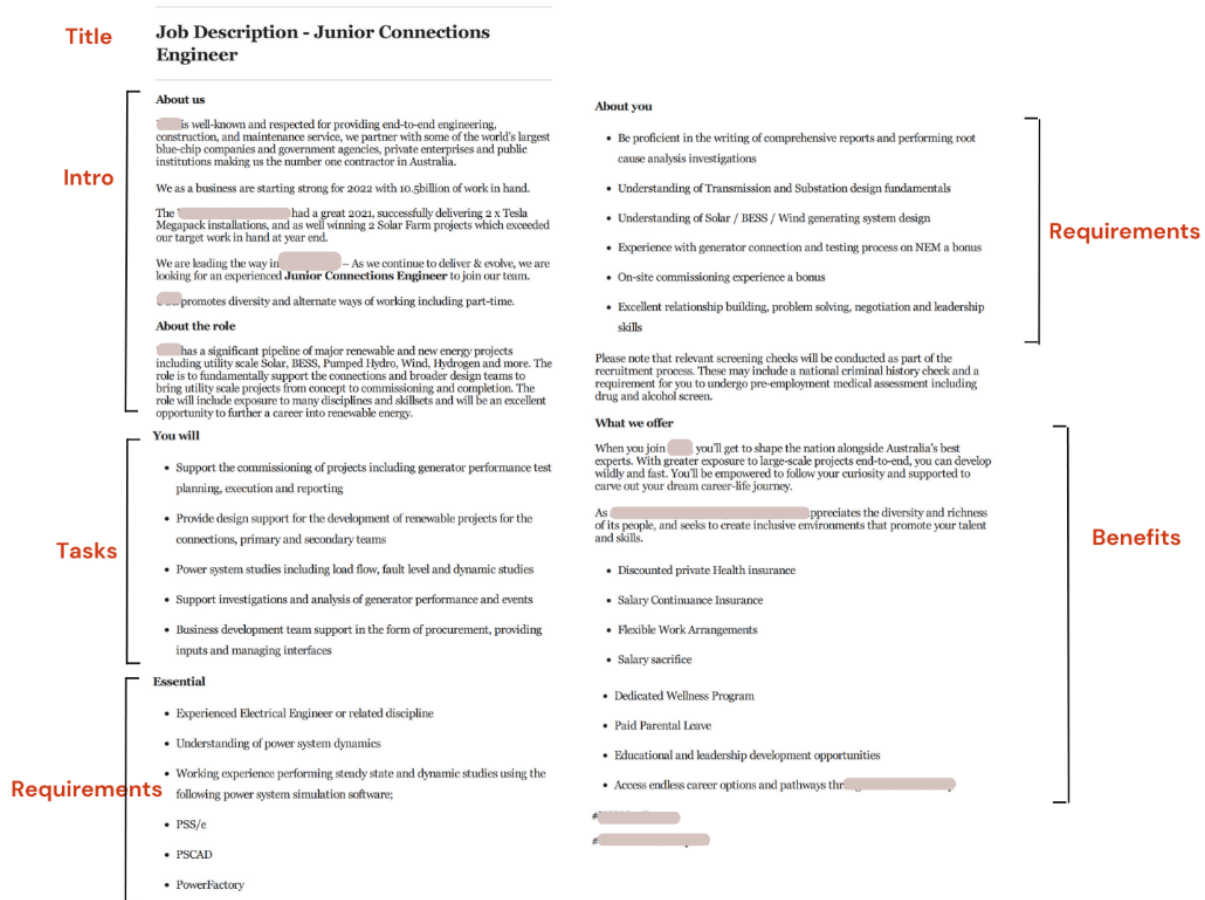 Title
Job Description - Junior Connections
Engineer
Intro
About us
is well-known and respected for providing end-to-end engineering,
construction, and maintenance service, we partner with some of the world's largest
blue-chip companies and government agencies, private enterprises and public
institutions making us the number one contractor in Australia.
We as a business are starting strong for 2022 with 10.5billion of work in hand.
The had a great 2021, successfully delivering 2 x Tesla
Megapack installations, and as well winning 2 Solar Farm projects which exceeded
our target work in hand at year end.
We are leading the way in – As we continue to deliver & evolve, we are
looking for an experienced Junior Connections Engineer to join our team.
promotes diversity and alternate ways of working including part-time.
About the role
has a significant pipeline of major renewable and new energy projects
including utility scale Solar, BESS, Pumped Hydro, Wind, Hydrogen and more. The
role is to fundamentally support the connections and broader design teams to
bring utility scale projects from concept to commissioning and completion. The
role will include exposure to many disciplines and skillsets and will be an excellent
opportunity to further a career into renewable energy.
Tasks
You will
• Support the commissioning of projects including generator performance test
planning, execution and reporting
• Provide design support for the development of renewable projects for the
connections, primary and secondary teams
• Power system studies including load flow, fault level and dynamic studies
• Support investigations and analysis of generator performance and events
• Business development team support in the form of procurement, providing
inputs and managing interfaces
Requirements
Essential
• Experienced Electrical Engineer or related discipline
• Understanding of power system dynamics
• Working experience performing steady state and dynamic studies using the
following power system simulation software;
• PSS/e
• PSCAD
• PowerFactory
About you
• Be proficient in the writing of comprehensive reports and performing root
cause analysis investigations
• Understanding of Transmission and Substation design fundamentals
• Understanding of Solar / BESS / Wind generating system design
• Experience with generator connection and testing process on NEM a bonus
• On-site commissioning experience a bonus
• Excellent relationship building, problem solving, negotiation and leadership
skills
Requirements
Please note that relevant screening checks will be conducted as part of the
recruitment process. These may include a national criminal history check and a
requirement for you to undergo pre-employment medical assessment including
drug and alcohol screen.
What we offer
When you join you'll get to shape the nation alongside Australia's best
experts. With greater exposure to large-scale projects end-to-end, you can develop
wildly and fast. You'll be empowered to follow your curiosity and supported to
carve out your dream career-life journey.
As ppreciates the diversity and richness
of its people, and seeks to create inclusive environments that promote your talent
and skills.
• Discounted private Health insurance
• Salary Continuance Insurance
• Flexible Work Arrangements
• Salary sacrifice
• Dedicated Wellness Program
• Paid Parental Leave
• Educational and leadership development opportunities
• Access endless career options and pathways thr
Benefits
#
#